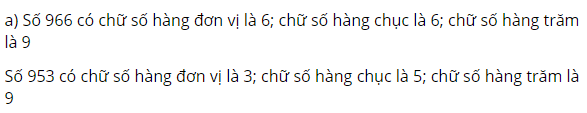 a) Số 966 có chữ số hàng đơn vị là 6; chữ số hàng chục là 6; chữ số hàng trăm
là 9
Số 953 có chữ số hàng đơn vị là 3; chữ số hàng chục là 5; chữ số hàng trăm là
9